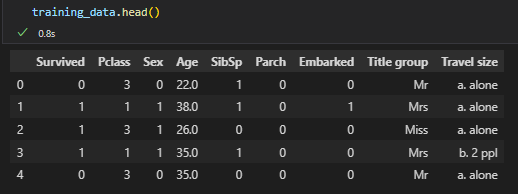 training_data.head()
0.8s
Survived Pclass Sex Age SibSp Parch Embarked Title group Travel size
0 0 3 0 22.0 1 0 0 Mr a. alone
1 1 1 1 38.0 1 0 1 Mrs a. alone
2 1 3 1 26.0 0 0 0 Miss a. alone
3 1 1 1 35.0 1 0 0 Mrs b. 2 ppl
4 0 3 0 35.0 0 0 0 Mr a. alone